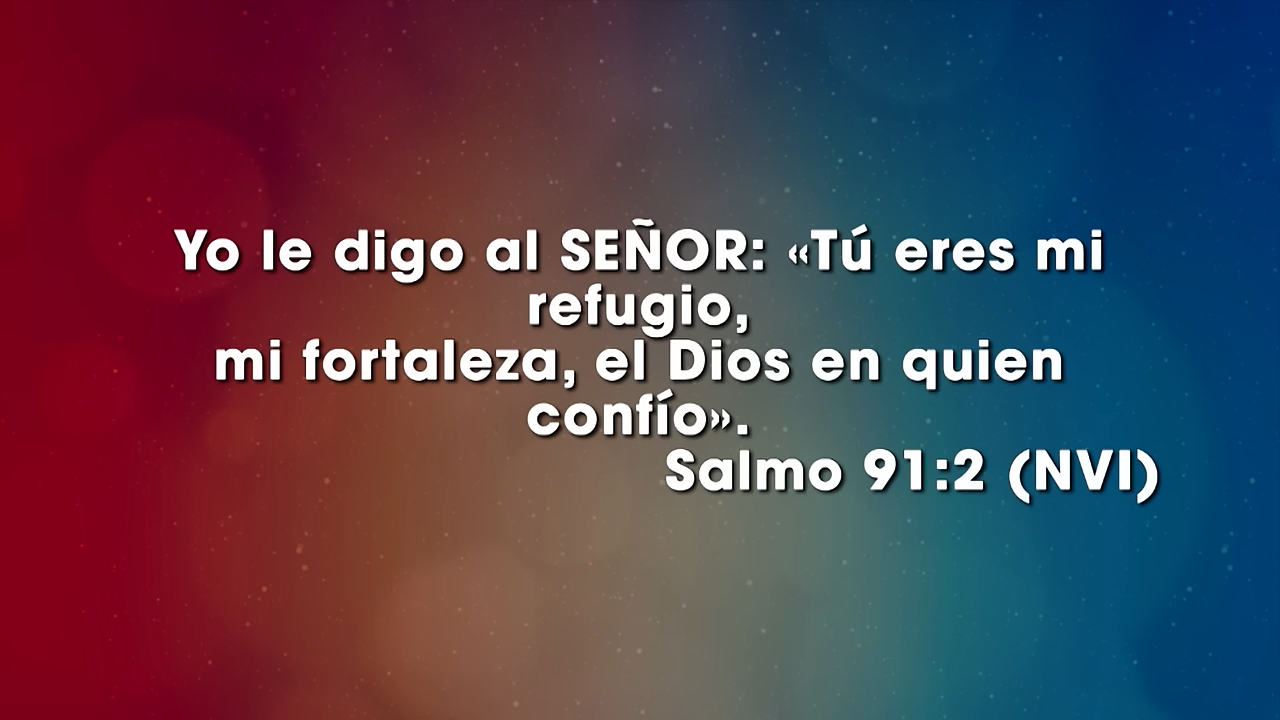 Yo le digo al SEÑOR: «Tú eres mi
refugio,
mi fortaleza, el Dios en quien
confío».
Salmo 91:2 (NVI)